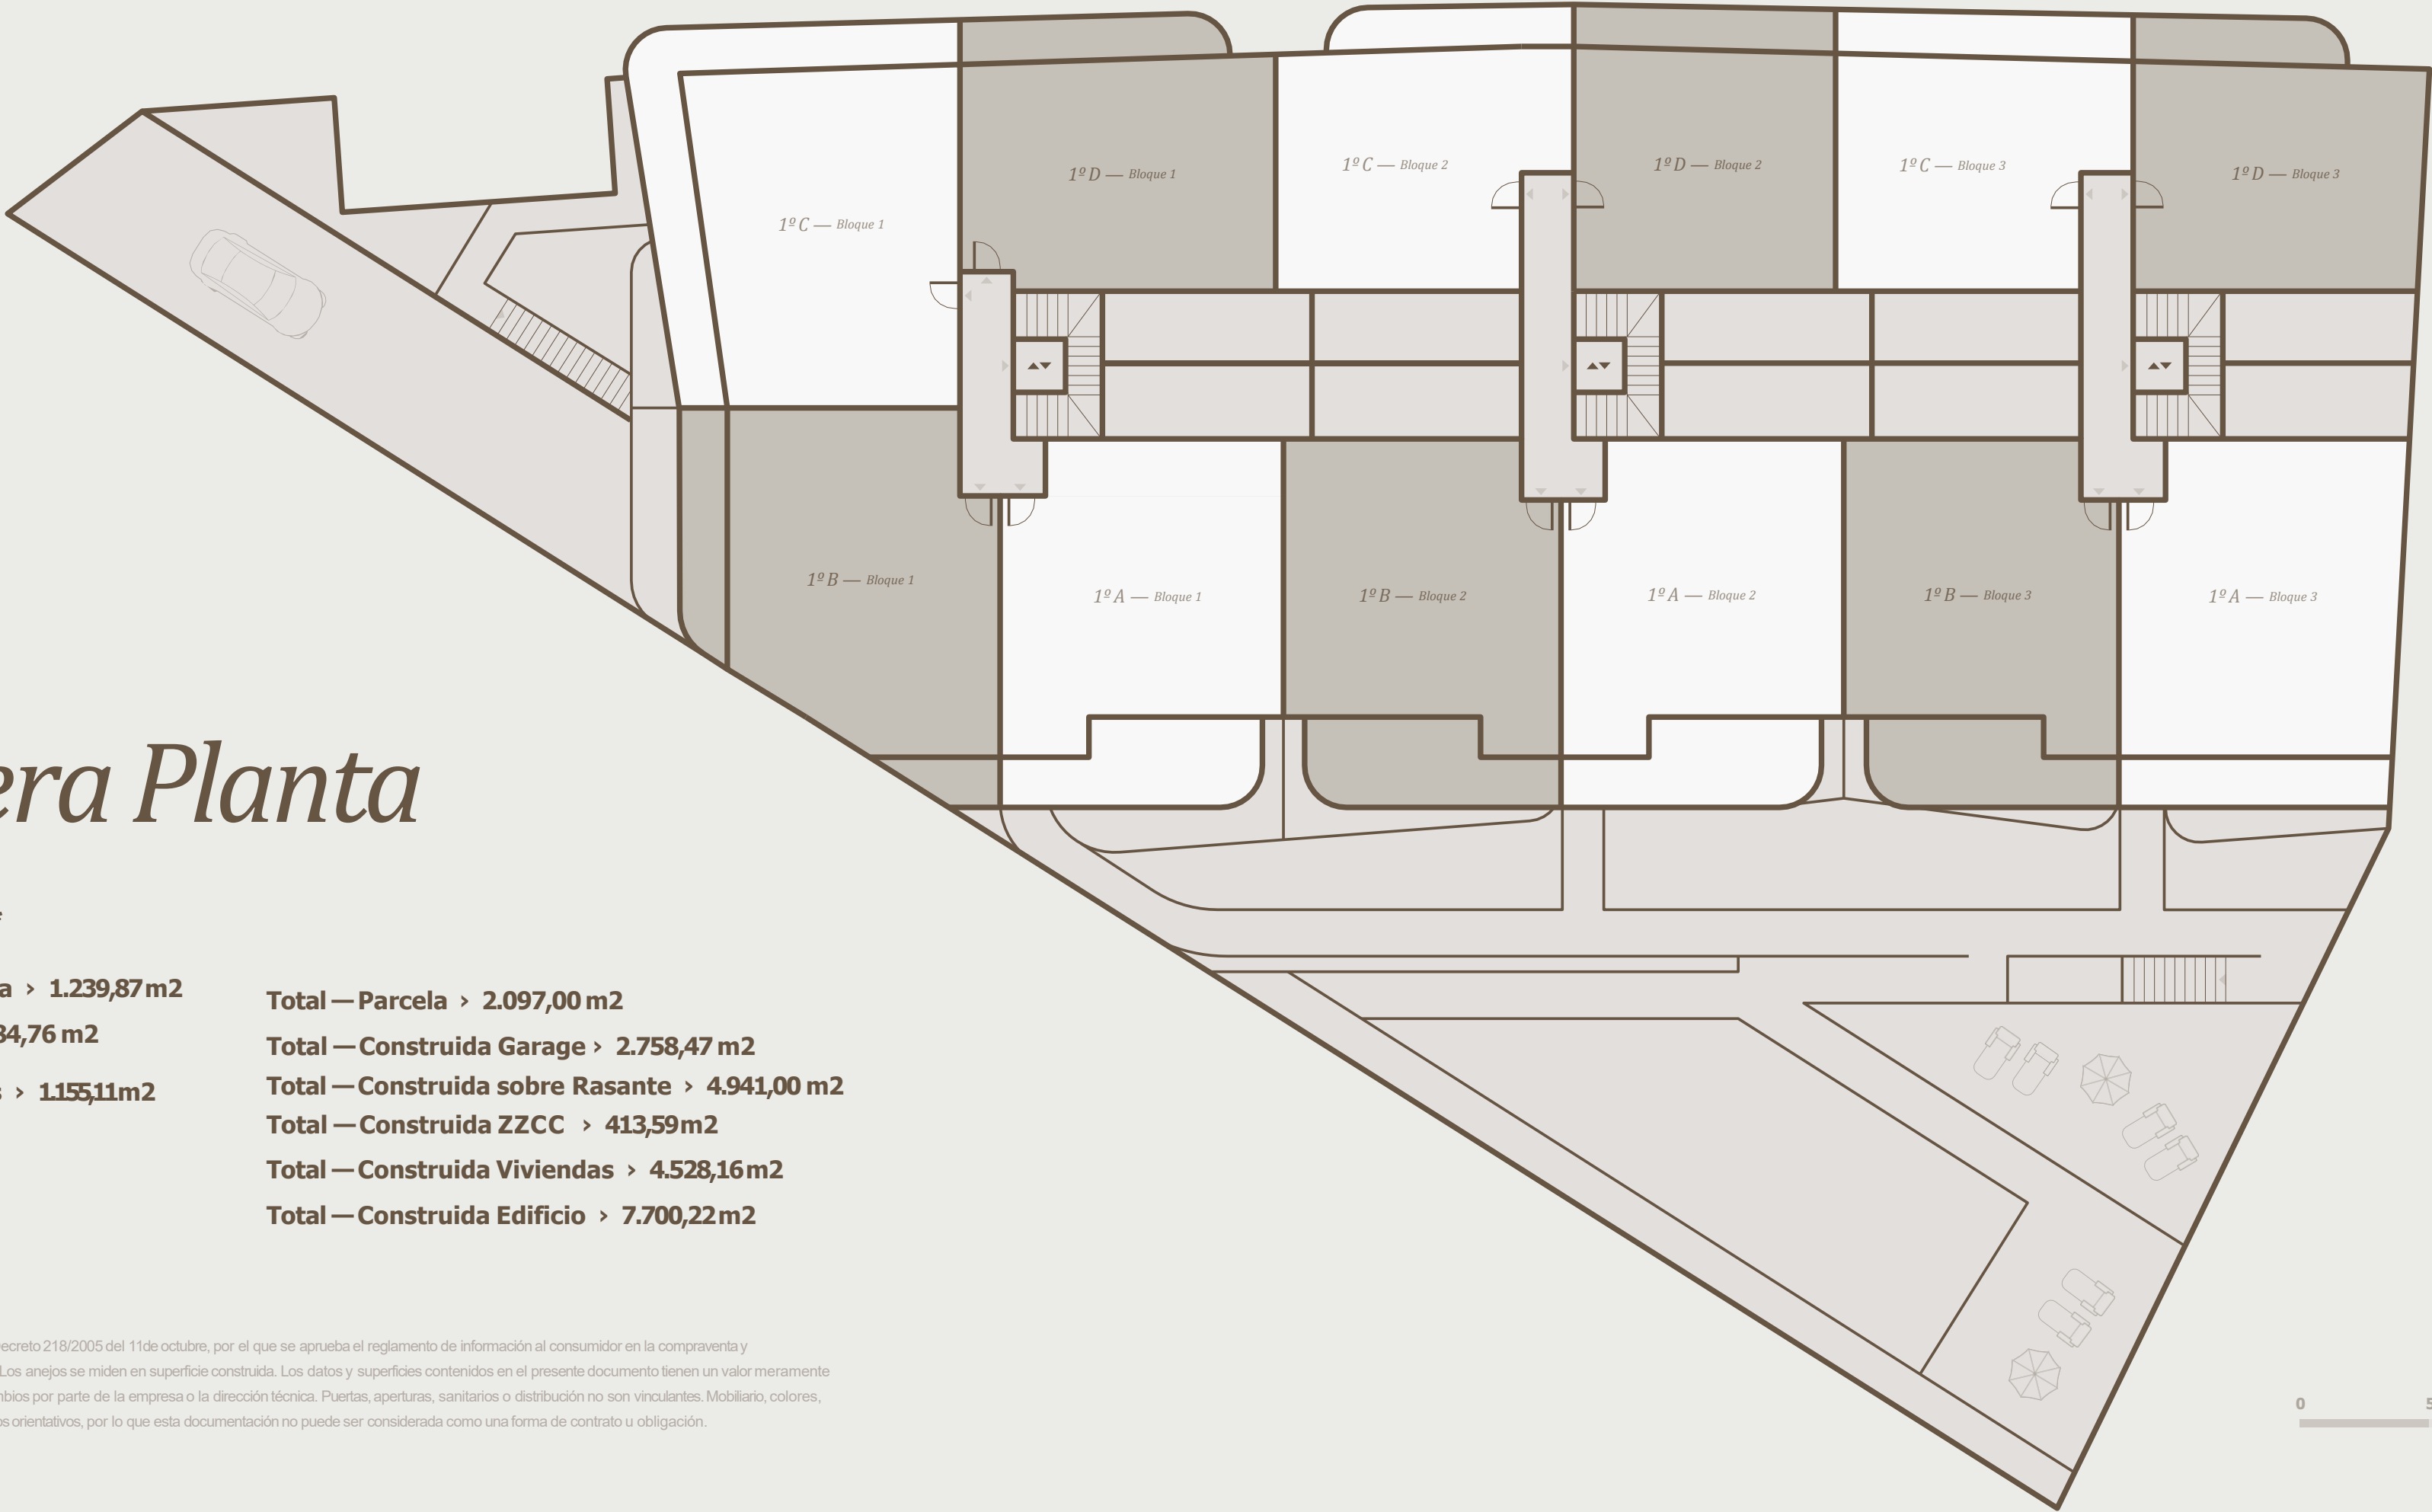 1º C — Bloque 2
1º D — Bloque 2
1º C — Bloque 3
1º D — Bloque 1
1º D — Bloque 3
1º C — Bloque 1
1º B — Bloque 1
1º A — Bloque 1
1º B — Bloque 2
1º A — Bloque 2
1º B — Bloque 3
1º A — Bloque 3
era Planta
a › 1.239,87 m2
34,76 m2
s › 1.155,11 m2
Total — Parcela › 2.097,00 m2
Total — Construida Garage › 2.758,47 m2
Total — Construida sobre Rasante › 4.941,00 m2
Total — Construida ZZCC › 413,59 m2
Total — Construida Viviendas › 4.528,16 m2
Total — Construida Edificio › 7.700,22 m2
ecreto 218/2005 del 11de octubre, por el que se aprueba el reglamento de información al consumidor en la compraventa y
Los anejos se miden en superficie construida. Los datos y superficies contenidos en el presente documento tienen un valor meramente
nbios por parte de la empresa o la dirección técnica. Puertas, aperturas, sanitarios o distribución no son vinculantes. Mobiliario, colores,
os orientativos, por lo que esta documentación no puede ser considerada como una forma de contrato u obligación.
0 5